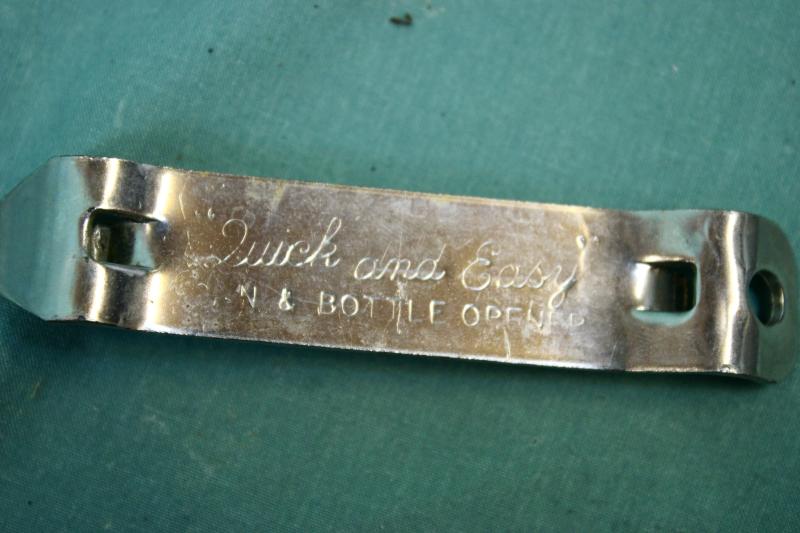 "Quick and Easy"
N & BOTTLE OPENER